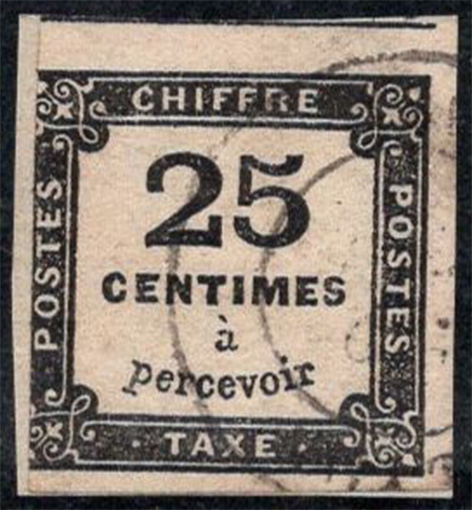 CHIFFRE
POSTES
25
CENTIMES
à
percevoir
POSTES
· TAXE ·